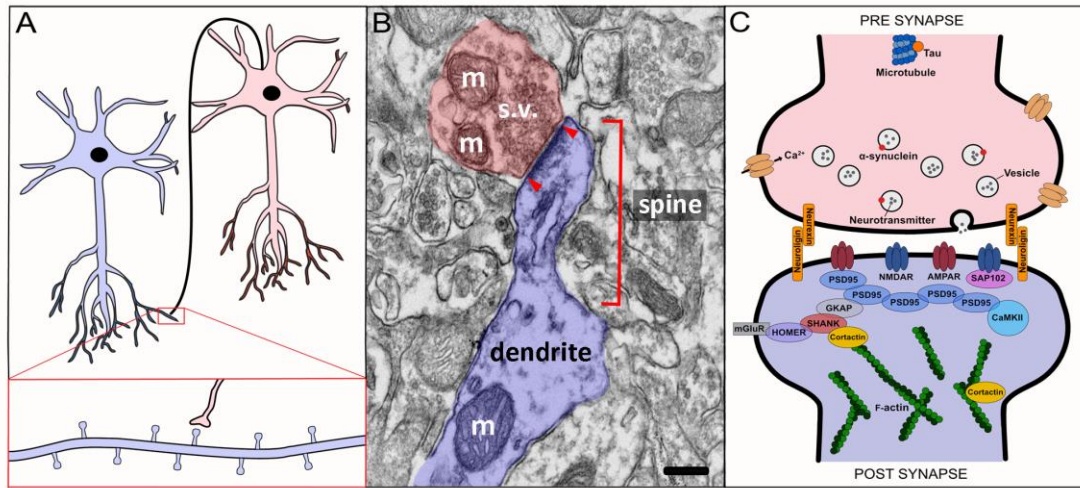 A
B
m
s.v.
m
spine
dendrite
m
C
PRE SYNAPSE
Tau
Microtubule
Ca²⁺
α-synuclein
Vesicle
Neurotransmitter
Neurexin
Neuroligin
Neurexin
Neuroligin
PSD95
NMDAR
AMPAR
SAP102
PSD95
PSD95
PSD95
PSD95
GKAP
CaMKII
mGluR
HOMER
SHANK
Cortactin
Cortactin
F-actin
POST SYNAPSE